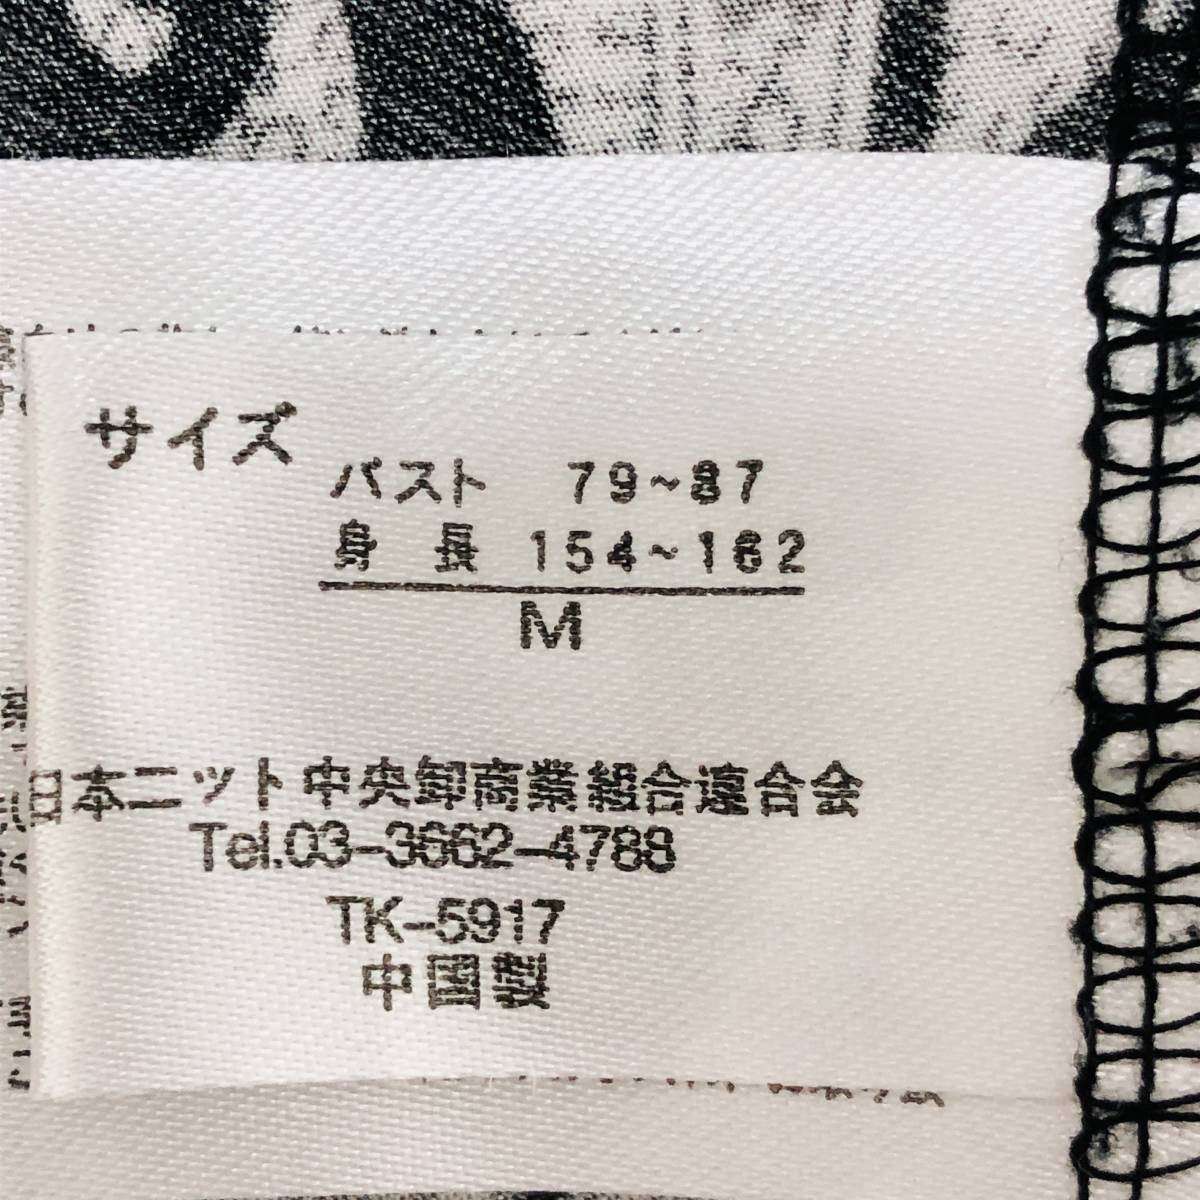 サイズ
バスト 79~87
身長 154~162
M
日本ニット中央卸商業組合連合会
Tel.03-3662-4788
TK-5917
中国製